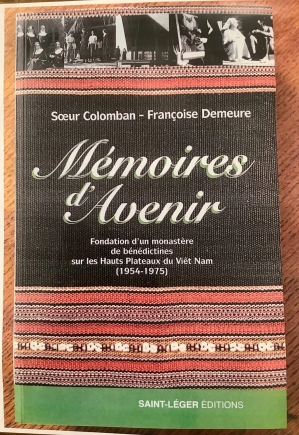 Sœur Colomban - Françoise Demeure
Mémoires
d'Avenir
Fondation d'un monastère
de bénédictines
sur les Hauts Plateaux du Viêt Nam
(1954-1975)
SAINT-LÉGER ÉDITIONS